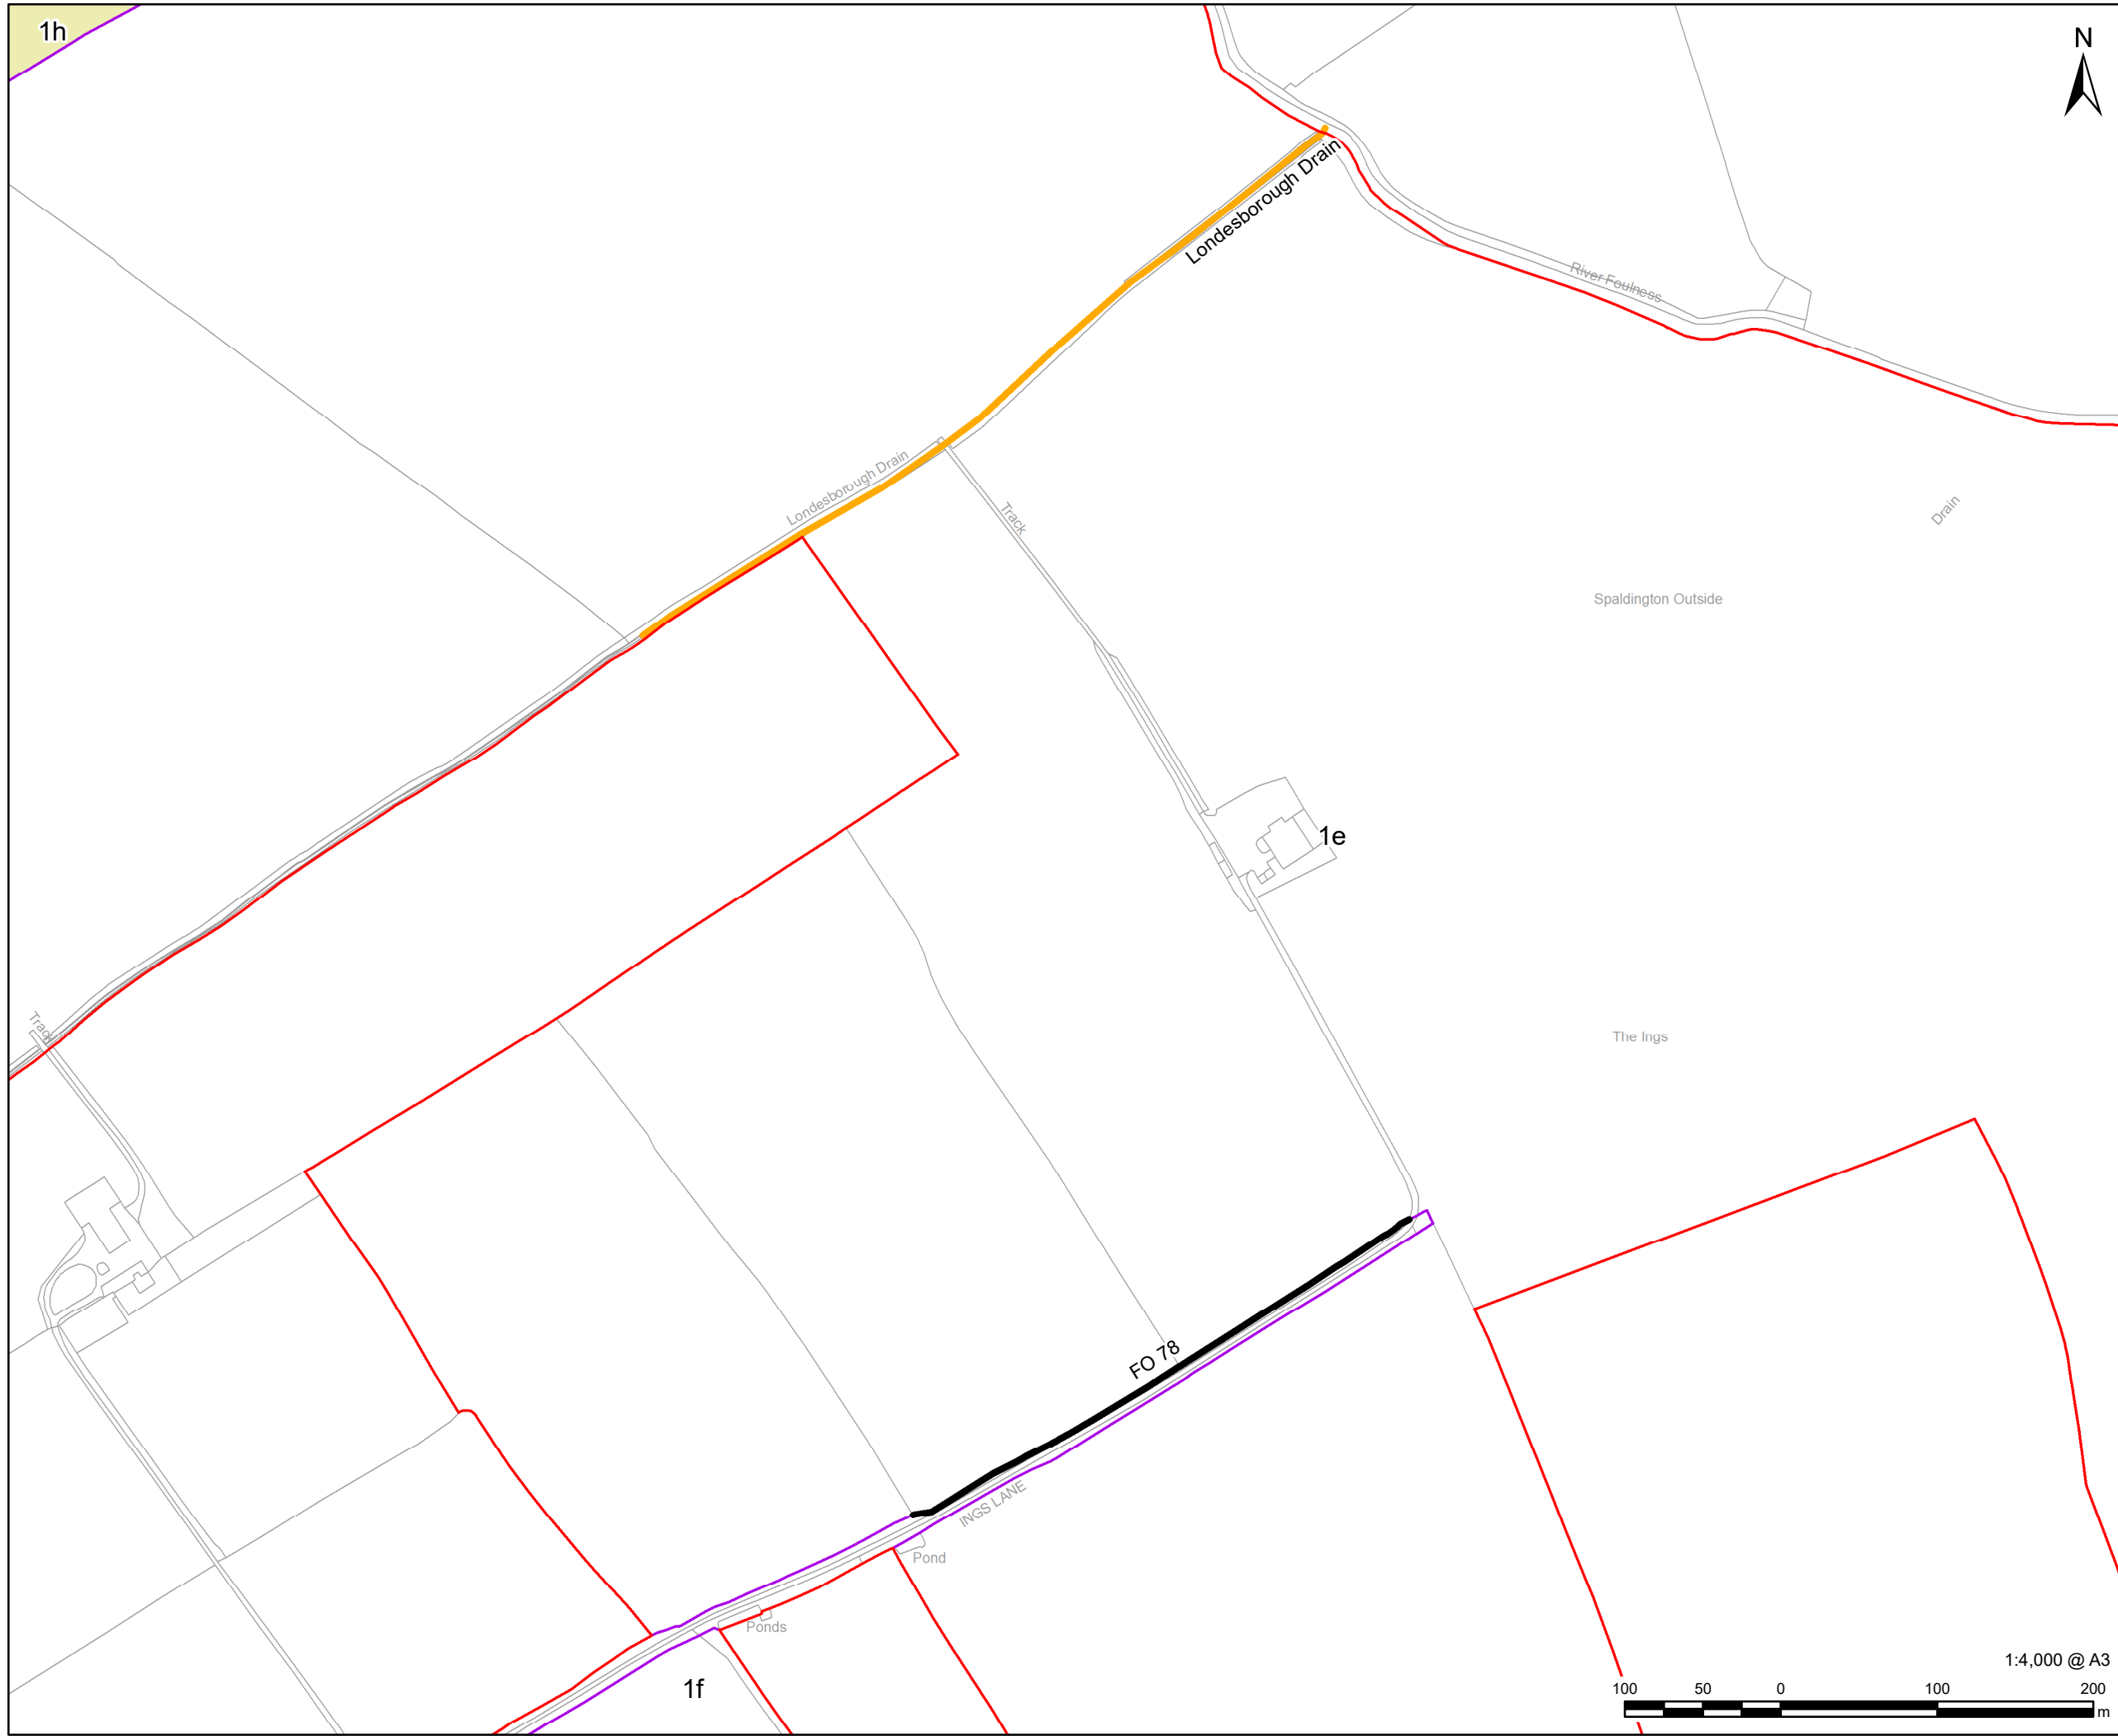 1h
N
Londesborough Drain
River Foulness
Londesborough Drain
Track
Drain
Spaldington Outside
1e
Track
The Ings
FO 78
INGS LANE
Pond
Ponds
1f
1:4,000 @ A3
100 50 0 100 200
m